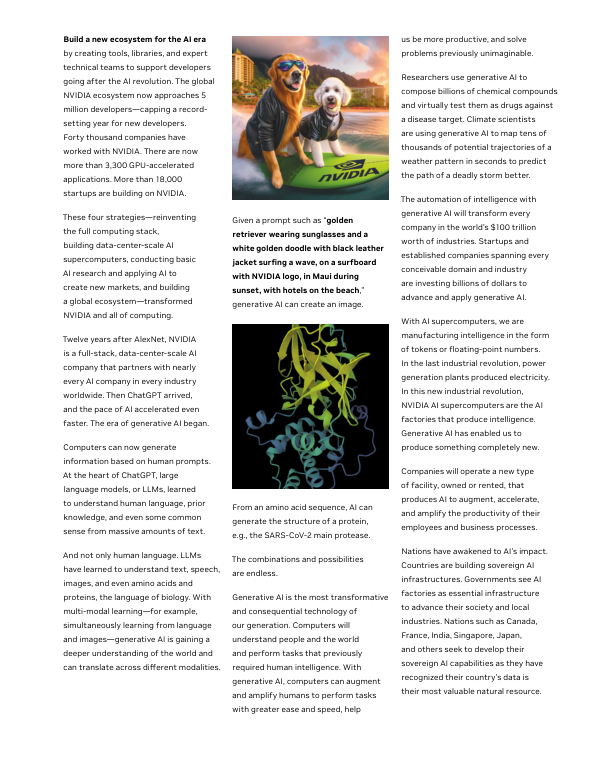 Build a new ecosystem for the AI era
by creating tools, libraries, and expert
technical teams to support developers
going after the AI revolution. The global
NVIDIA ecosystem now approaches 5
million developers—capping a record-
setting year for new developers.
Forty thousand companies have
worked with NVIDIA. There are now
more than 3,300 GPU-accelerated
applications. More than 18,000
startups are building on NVIDIA.
These four strategies—reinventing
the full computing stack,
building data-center-scale AI
supercomputers, conducting basic
AI research and applying AI to
create new markets, and building
a global ecosystem—transformed
NVIDIA and all of computing.
Twelve years after AlexNet, NVIDIA
is a full-stack, data-center-scale AI
company that partners with nearly
every AI company in every industry
worldwide. Then ChatGPT arrived,
and the pace of AI accelerated even
faster. The era of generative AI began.
Computers can now generate
information based on human prompts.
At the heart of ChatGPT, large
language models, or LLMs, learned
to understand human language, prior
knowledge, and even some common
sense from massive amounts of text.
And not only human language. LLMs
have learned to understand text, speech,
images, and even amino acids and
proteins, the language of biology. With
multi-modal learning—for example,
simultaneously learning from language
and images—generative AI is gaining a
deeper understanding of the world and
can translate across different modalities.
NVIDIA
Given a prompt such as “golden
retriever wearing sunglasses and a
white golden doodle with black leather
jacket surfing a wave, on a surfboard
with NVIDIA logo, in Maui during
sunset, with hotels on the beach,”
generative AI can create an image.
From an amino acid sequence, AI can
generate the structure of a protein,
e.g., the SARS-CoV-2 main protease.
The combinations and possibilities
are endless.
Generative AI is the most transformative
and consequential technology of
our generation. Computers will
understand people and the world
and perform tasks that previously
required human intelligence. With
generative AI, computers can augment
and amplify humans to perform tasks
with greater ease and speed, help
us be more productive, and solve
problems previously unimaginable.
Researchers use generative AI to
compose billions of chemical compounds
and virtually test them as drugs against
a disease target. Climate scientists
are using generative AI to map tens of
thousands of potential trajectories of a
weather pattern in seconds to predict
the path of a deadly storm better.
The automation of intelligence with
generative AI will transform every
company in the world’s $100 trillion
worth of industries. Startups and
established companies spanning every
conceivable domain and industry
are investing billions of dollars to
advance and apply generative AI.
With AI supercomputers, we are
manufacturing intelligence in the form
of tokens or floating-point numbers.
In the last industrial revolution, power
generation plants produced electricity.
In this new industrial revolution,
NVIDIA AI supercomputers are the AI
factories that produce intelligence.
Generative AI has enabled us to
produce something completely new.
Companies will operate a new type
of facility, owned or rented, that
produces AI to augment, accelerate,
and amplify the productivity of their
employees and business processes.
Nations have awakened to AI’s impact.
Countries are building sovereign AI
infrastructures. Governments see AI
factories as essential infrastructure
to advance their society and local
industries. Nations such as Canada,
France, India, Singapore, Japan,
and others seek to develop their
sovereign AI capabilities as they have
recognized their country’s data is
their most valuable natural resource.